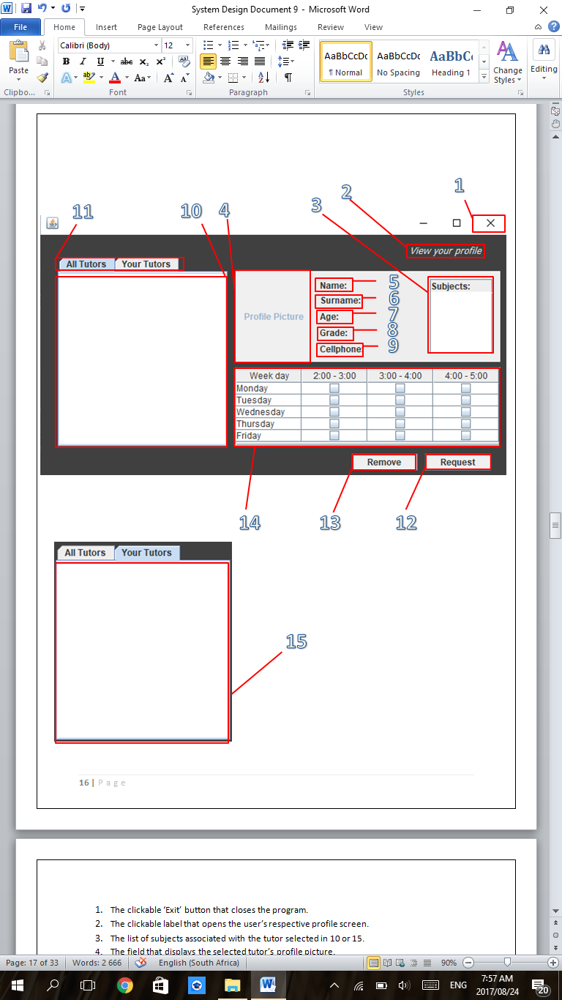 System Design Document 9 - Microsoft Word
File Home Insert Page Layout References Mailings Review View
Calibri (Body) 12
AaBbCcDc AaBbCcDc AaBbC
Paste
B I U abc x₂ x²
¶ Normal No Spacing Heading 1
Change Styles
Editing
A ab A Aa A A
Clipbo... Font Paragraph Styles
1
2
3
11 10 4
View your profile
All Tutors Your Tutors
Profile Picture
Name: 5
Surname: 6
Age: 7
Grade: 8
Cellphone: 9
Subjects:
Week day 2:00 - 3:00 3:00 - 4:00 4:00 - 5:00
Monday
Tuesday
Wednesday
Thursday
Friday
Remove Request
14 13 12
All Tutors Your Tutors
15
16 | P a g e
1. The clickable ‘Exit’ button that closes the program.
2. The clickable label that opens the user’s respective profile screen.
3. The list of subjects associated with the tutor selected in 10 or 15.
4. The field that displays the selected tutor’s profile picture.
Page: 17 of 33 Words: 2 666 English (South Africa) 90%
ENG 7:57 AM
2017/08/24 20